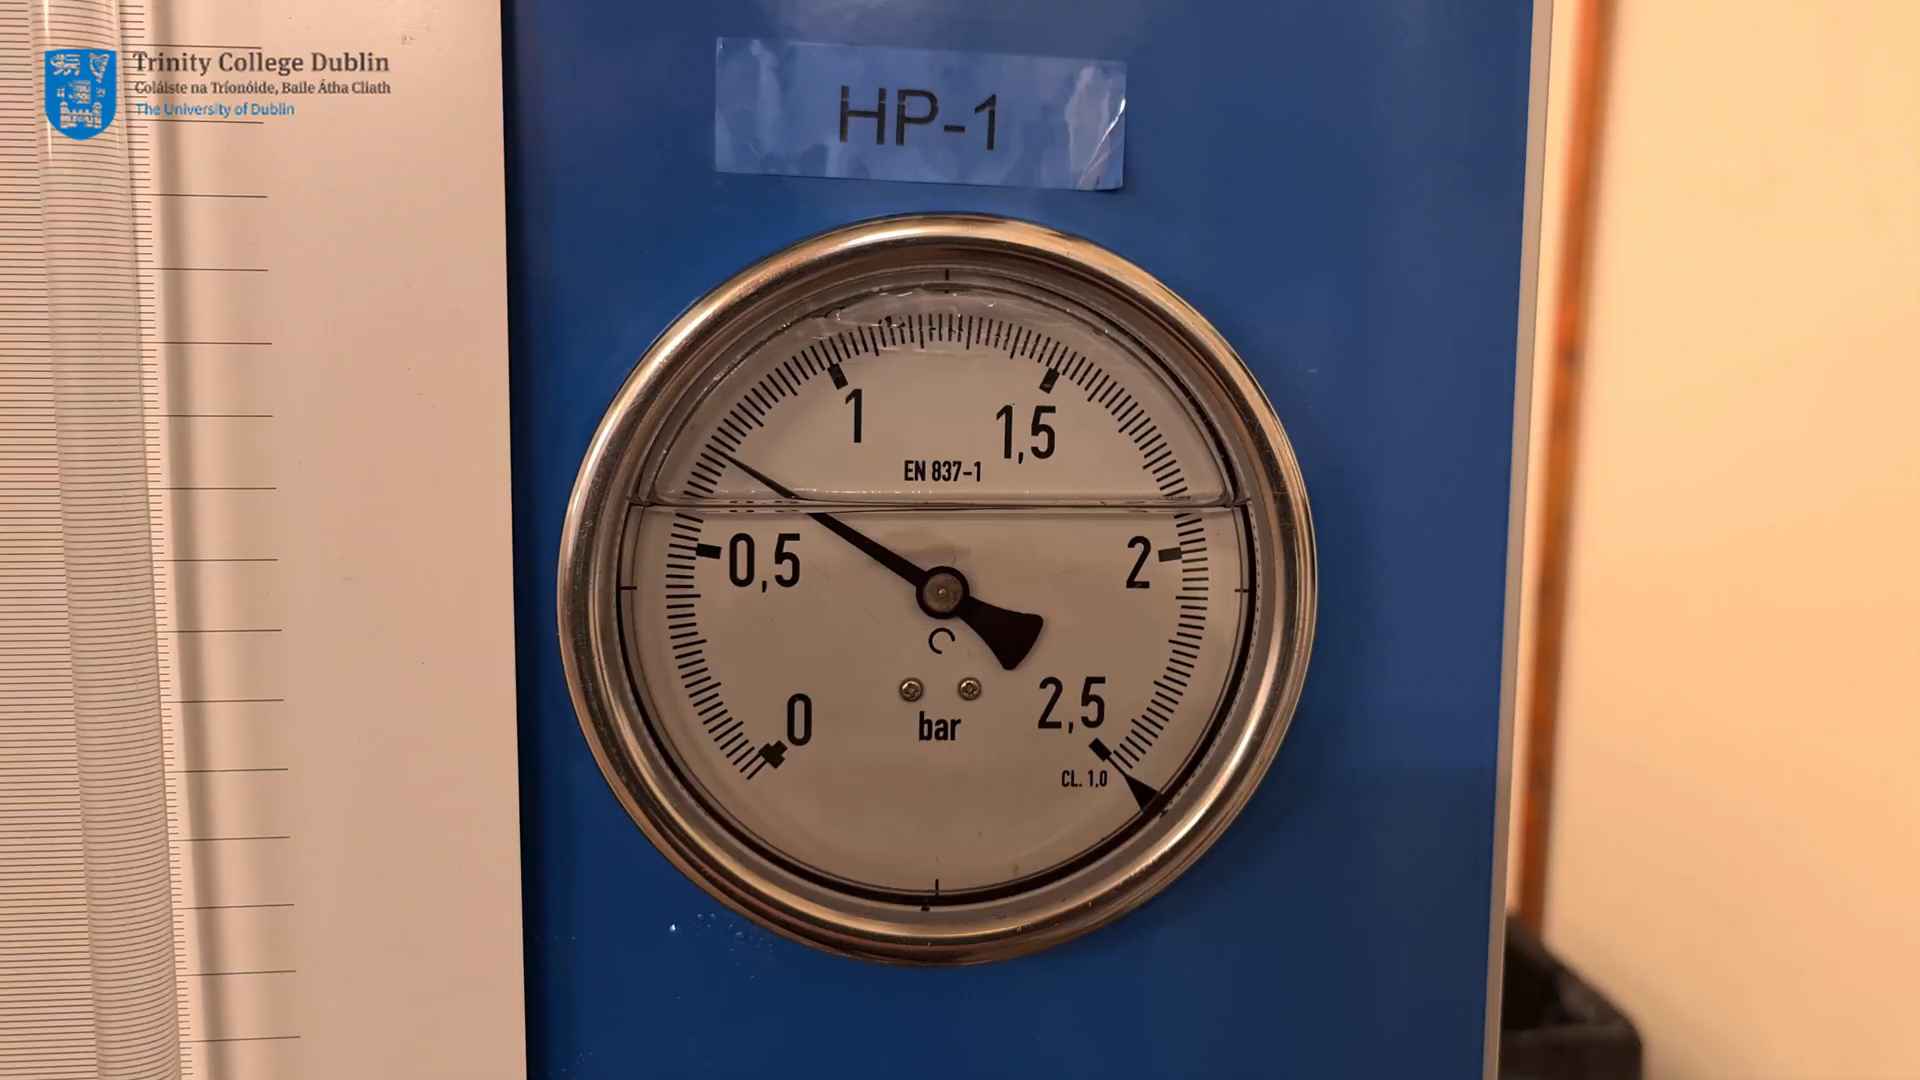 Trinity College Dublin
Coláiste na Tríonóide, Baile Átha Cliath
The University of Dublin
HP-1
1
1,5
EN 837-1
0,5
2
0
2,5
bar
CL. 1,0